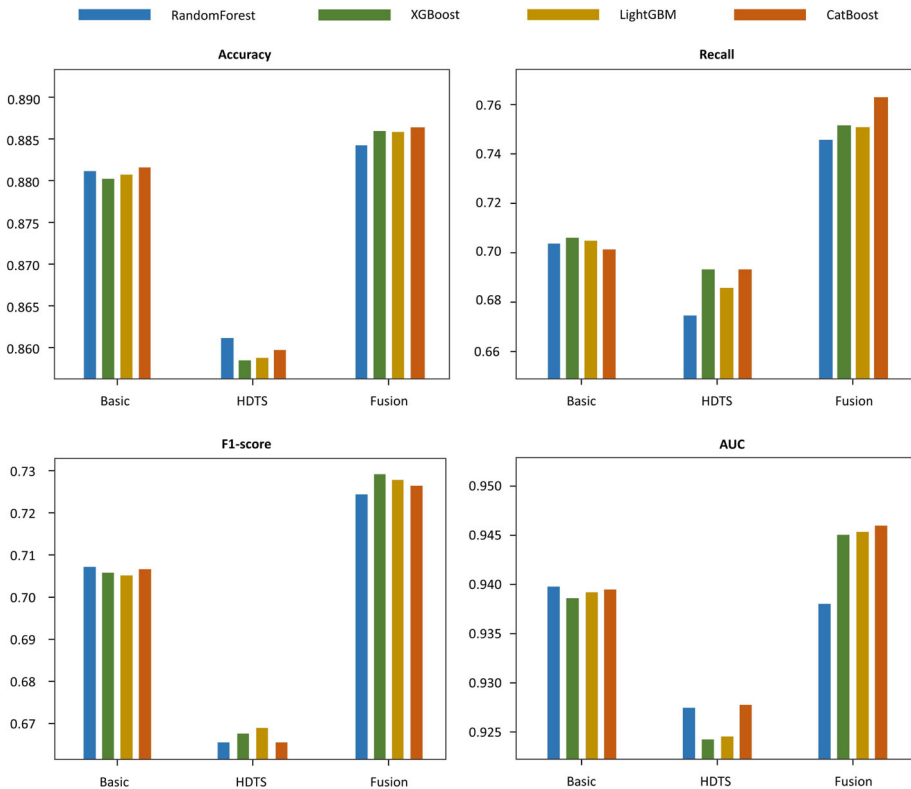 RandomForest XGBoost LightGBM CatBoost
Accuracy
0.890
0.885
0.880
0.875
0.870
0.865
0.860
Basic HDTS Fusion
Recall
0.76
0.74
0.72
0.70
0.68
0.66
Basic HDTS Fusion
F1-score
0.73
0.72
0.71
0.70
0.69
0.68
0.67
Basic HDTS Fusion
AUC
0.950
0.945
0.940
0.935
0.930
0.925
Basic HDTS Fusion